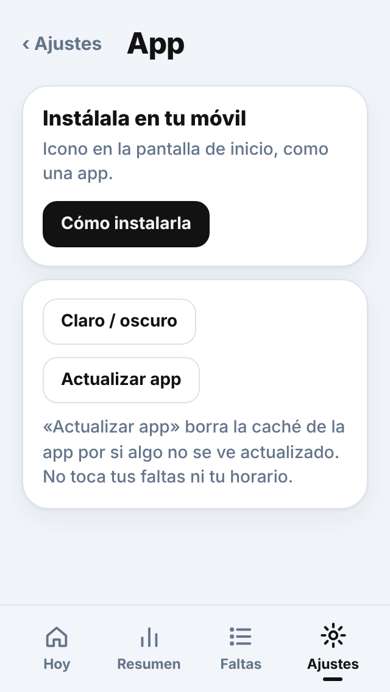 ‹ Ajustes App
Instálala en tu móvil
Icono en la pantalla de inicio, como
una app.
Cómo instalarla
Claro / oscuro
Actualizar app
«Actualizar app» borra la caché de la
app por si algo no se ve actualizado.
No toca tus faltas ni tu horario.
Hoy Resumen Faltas Ajustes